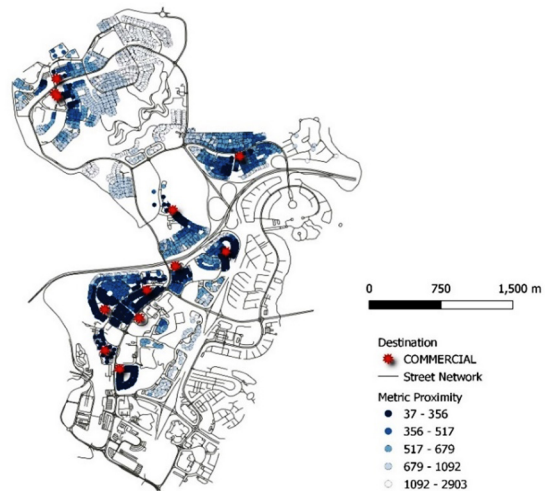 0 750 1,500 m
Destination
COMMERCIAL
Street Network
Metric Proximity
37 - 356
356 - 517
517 - 679
679 - 1092
1092 - 2903